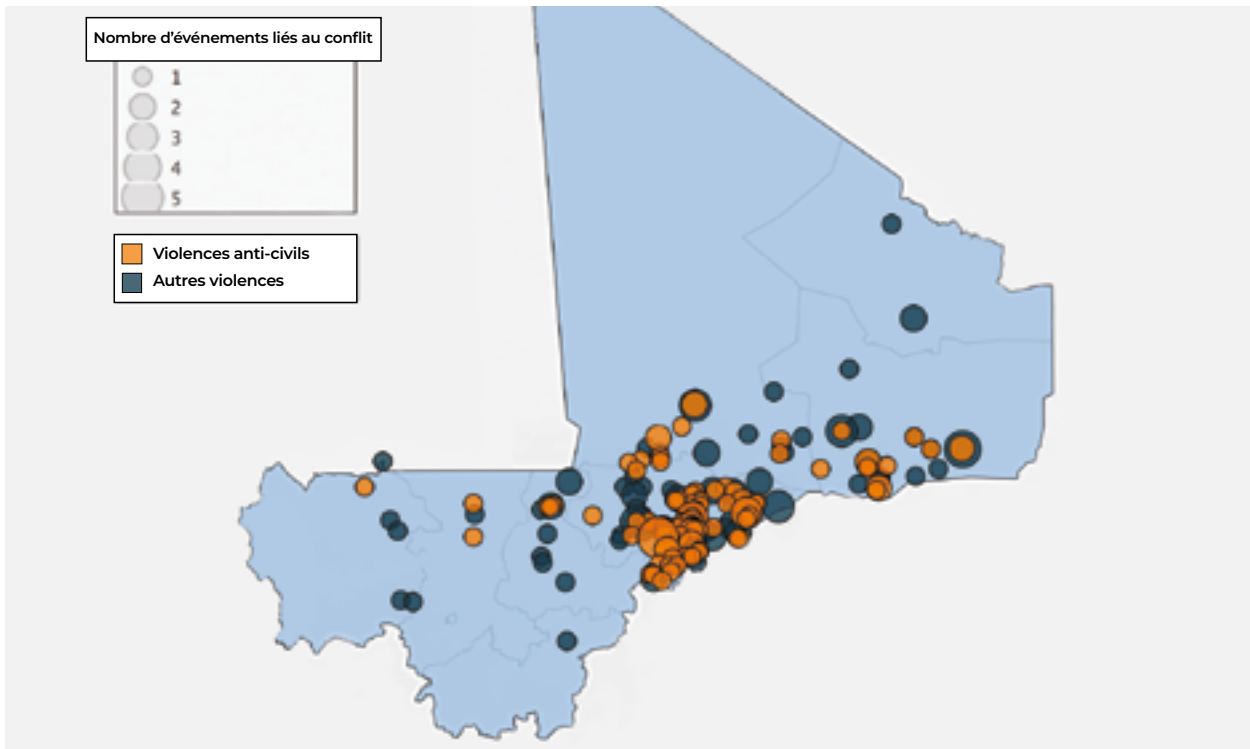 Nombre d’événements liés au conflit
1
2
3
4
5
Violences anti-civils
Autres violences